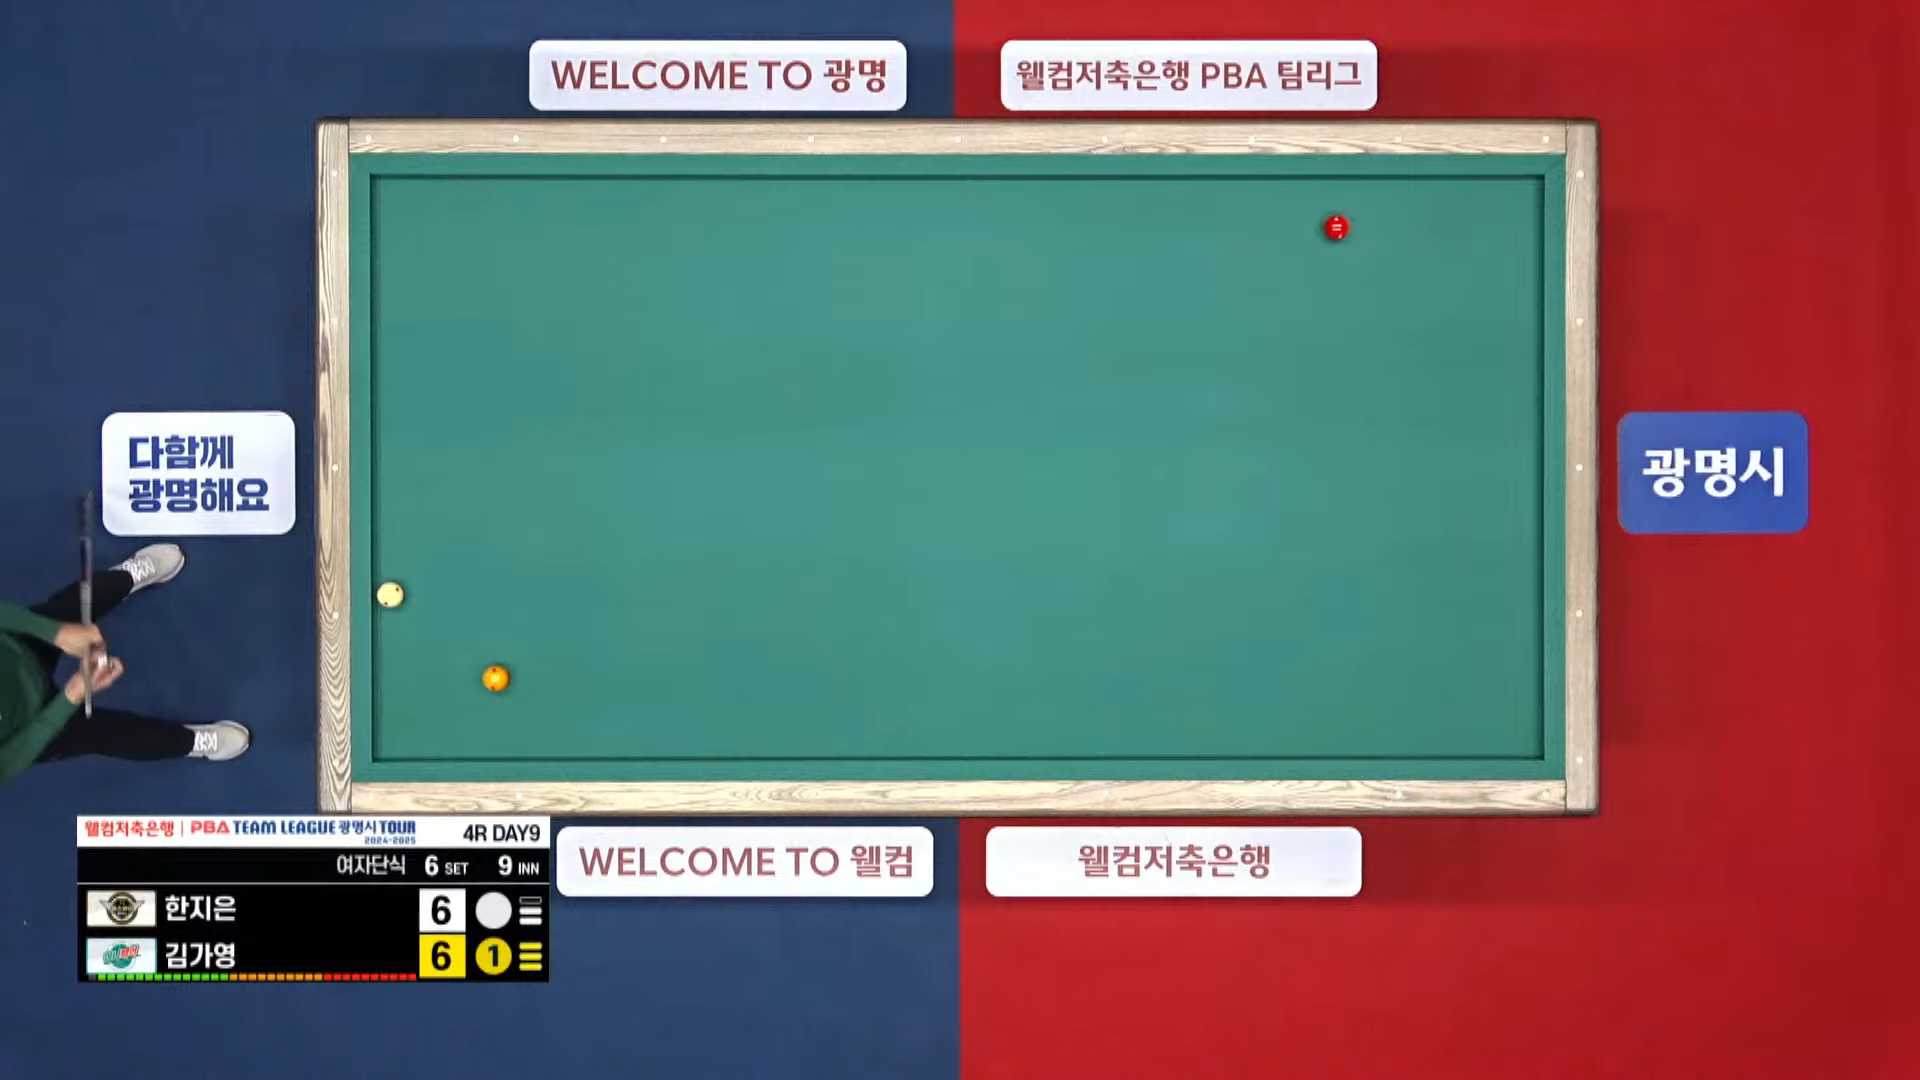 WELCOME TO 광명
웰컴저축은행 PBA 팀리그
다함께
광명해요
광명시
웰컴저축은행 | PBA TEAM LEAGUE 광명시 TOUR
2024-2025
4R DAY9
여자단식 6 SET 9 INN
한지은 6
김가영 6 1
WELCOME TO 웰컴
웰컴저축은행